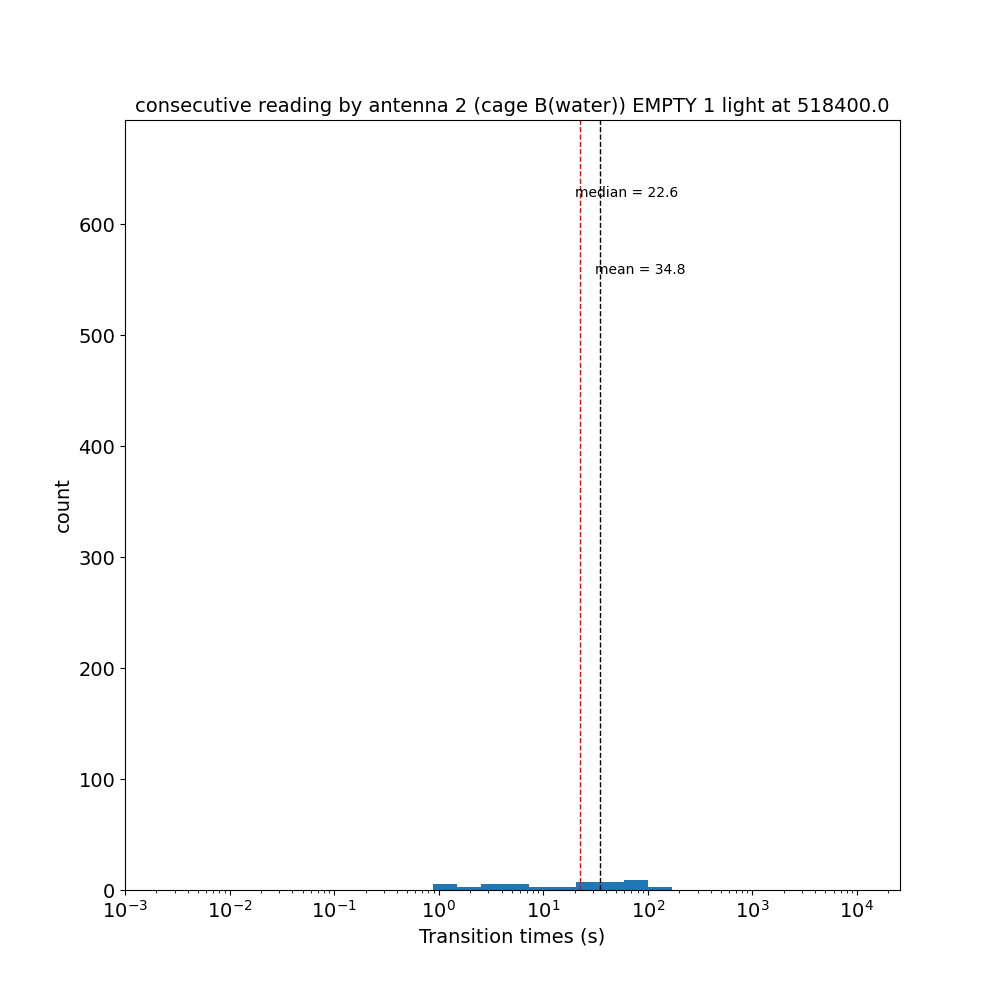 consecutive reading by antenna 2 (cage B(water)) EMPTY 1 light at 518400.0
median = 22.6
mean = 34.8
600
500
400
300
200
100
0
count
10⁻³ 10⁻² 10⁻¹ 10⁰ 10¹ 10² 10³ 10⁴
Transition times (s)